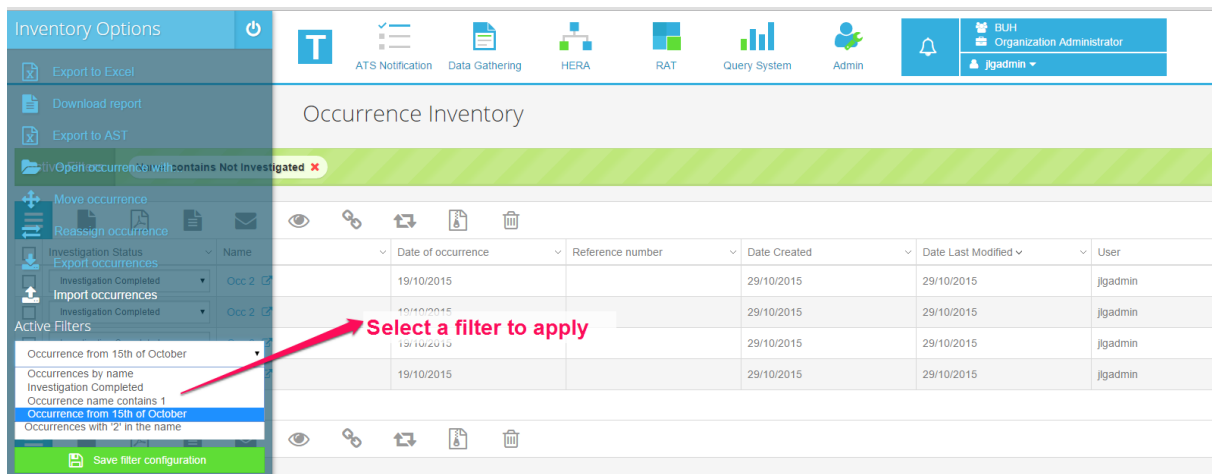 Inventory Options
Export to Excel
Download report
Export to AST
Open occurrence with
Move occurrence
Reassign occurrence
Export occurrences
Import occurrences
Active Filters
Occurrence from 15th of October
Occurrences by name
Investigation Completed
Occurrence name contains 1
Occurrence from 15th of October
Occurrences with '2' in the name
Save filter configuration
T
ATS Notification Data Gathering HERA RAT Query System Admin
BUH
Organization Administrator
jlgadmin
Occurrence Inventory
contains Not Investigated
Investigation Status Name Date of occurrence Reference number Date Created Date Last Modified User
Investigation Completed Occ 2 19/10/2015 29/10/2015 29/10/2015 jlgadmin
Investigation Completed Occ 2 19/10/2015 29/10/2015 29/10/2015 jlgadmin
Select a filter to apply
19/10/2015 29/10/2015 29/10/2015 jlgadmin
19/10/2015 29/10/2015 29/10/2015 jlgadmin